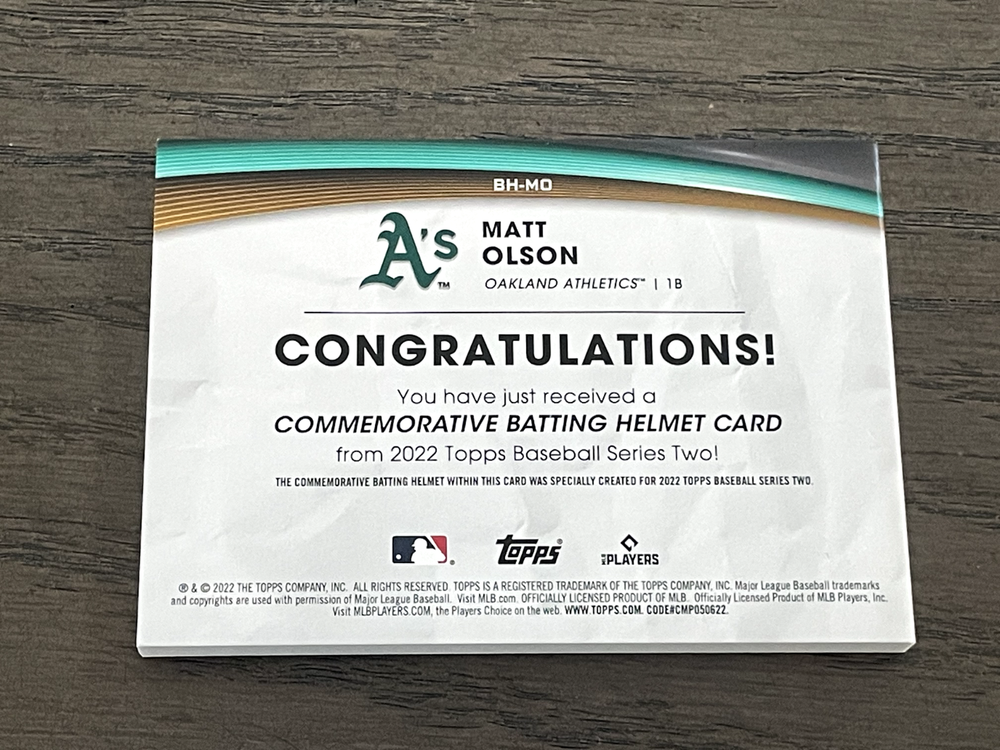 BH-MO
A's™
MATT
OLSON
OAKLAND ATHLETICS™ | 1B
CONGRATULATIONS!
You have just received a
COMMEMORATIVE BATTING HELMET CARD
from 2022 Topps Baseball Series Two!
THE COMMEMORATIVE BATTING HELMET WITHIN THIS CARD WAS SPECIALLY CREATED FOR 2022 TOPPS BASEBALL SERIES TWO.
topps® MLB PLAYERS
® & © 2022 THE TOPPS COMPANY, INC. ALL RIGHTS RESERVED. TOPPS IS A REGISTERED TRADEMARK OF THE TOPPS COMPANY, INC. Major League Baseball trademarks
and copyrights are used with permission of Major League Baseball. Visit MLB.com. OFFICIALLY LICENSED PRODUCT OF MLB. Officially Licensed Product of MLB Players, Inc.
Visit MLBPLAYERS.COM, the Players Choice on the web. WWW.TOPPS.COM. CODE#CMP050622.